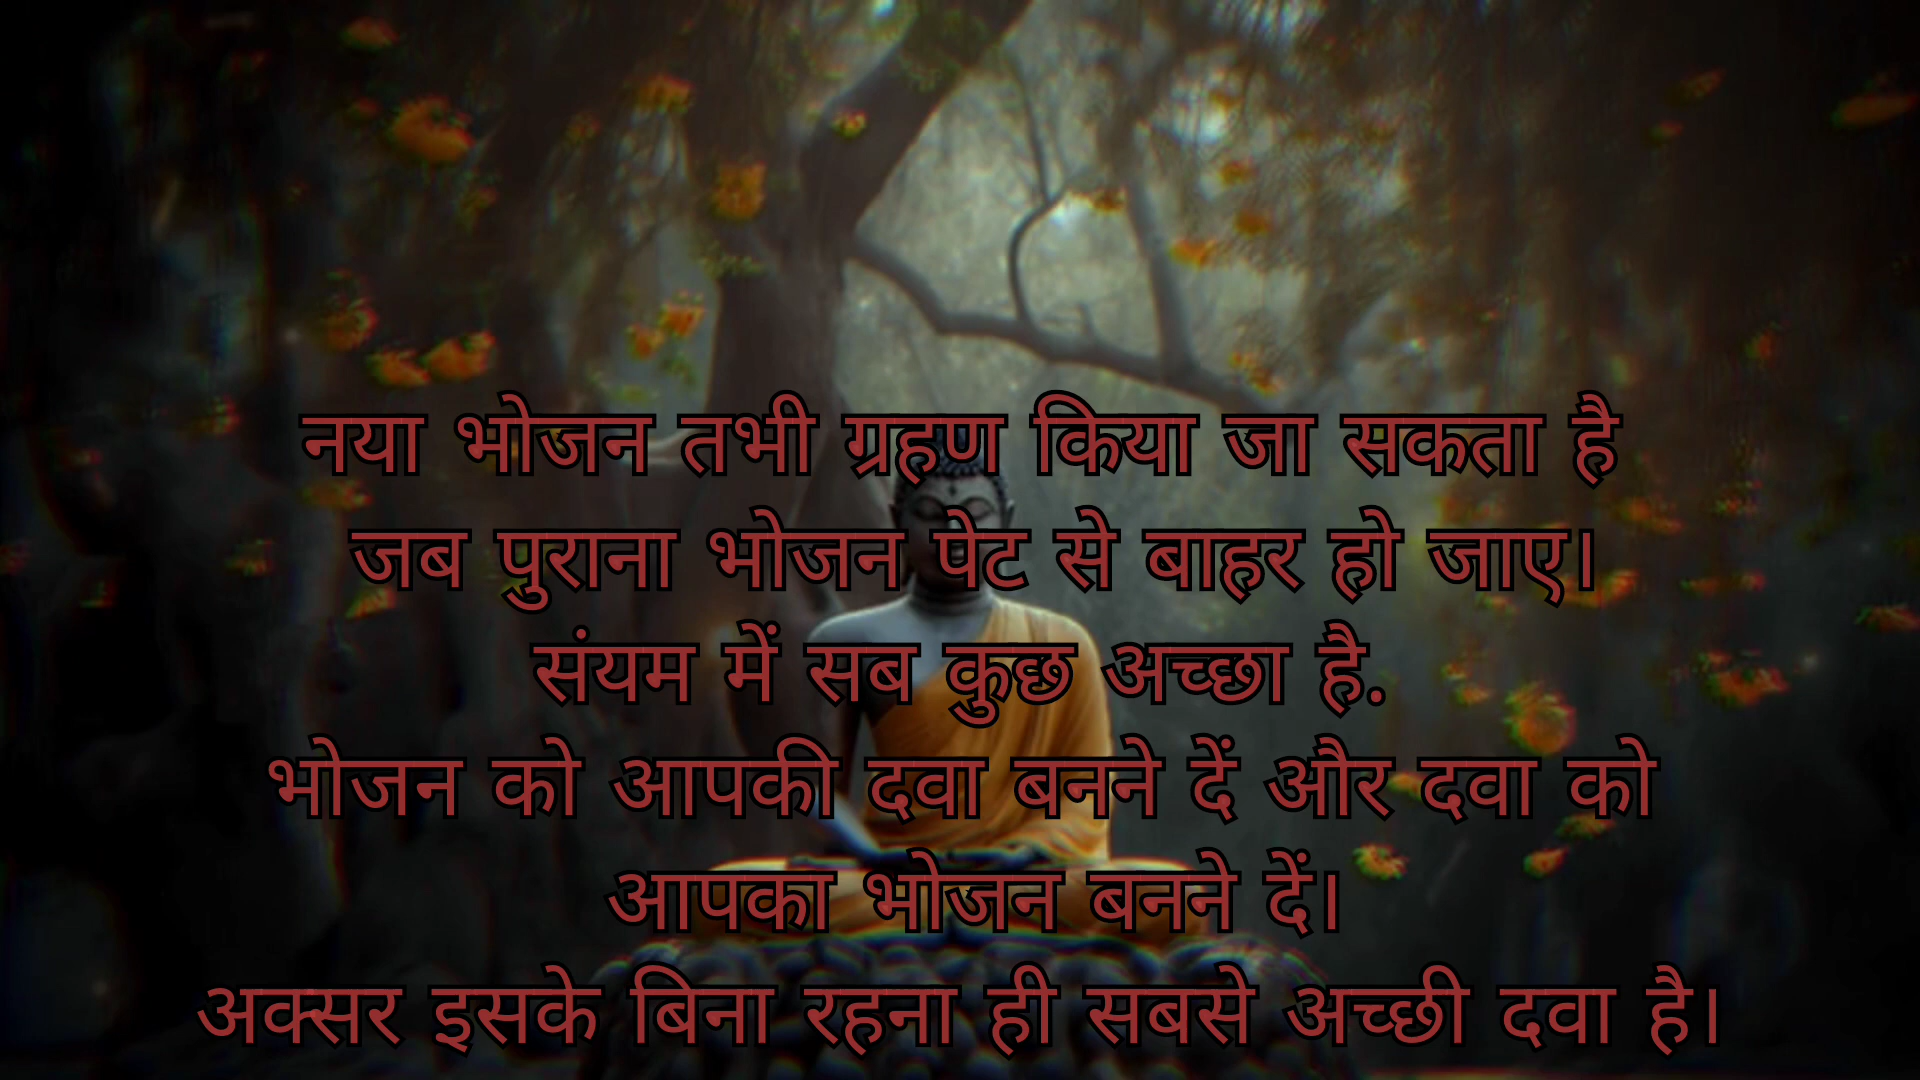 नया भोजन तभी ग्रहण किया जा सकता है
जब पुराना भोजन पेट से बाहर हो जाए।
संयम में सब कुछ अच्छा है.
भोजन को आपकी दवा बनने दें और दवा को
आपका भोजन बनने दें।
अक्सर इसके बिना रहना ही सबसे अच्छी दवा है।